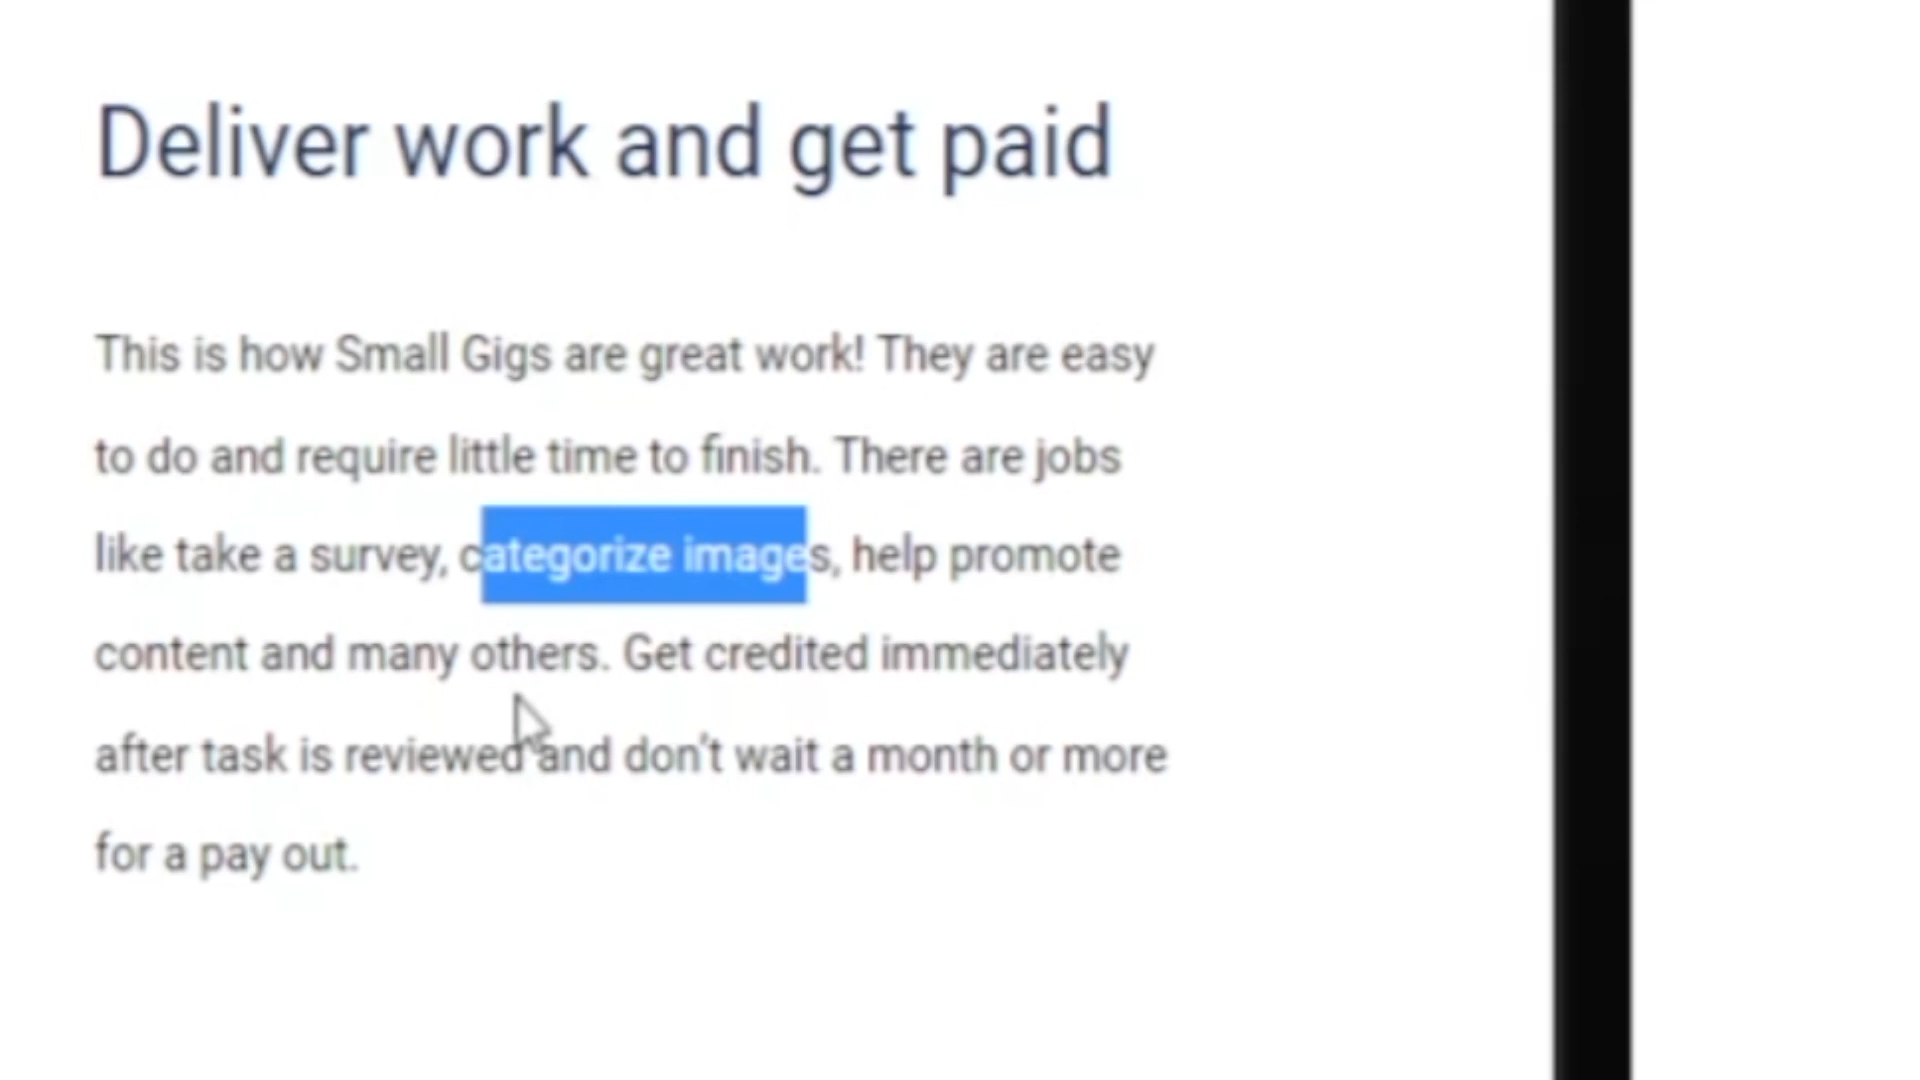 Deliver work and get paid
This is how Small Gigs are great work! They are easy
to do and require little time to finish. There are jobs
like take a survey, categorize images, help promote
content and many others. Get credited immediately
after task is reviewed and don't wait a month or more
for a pay out.